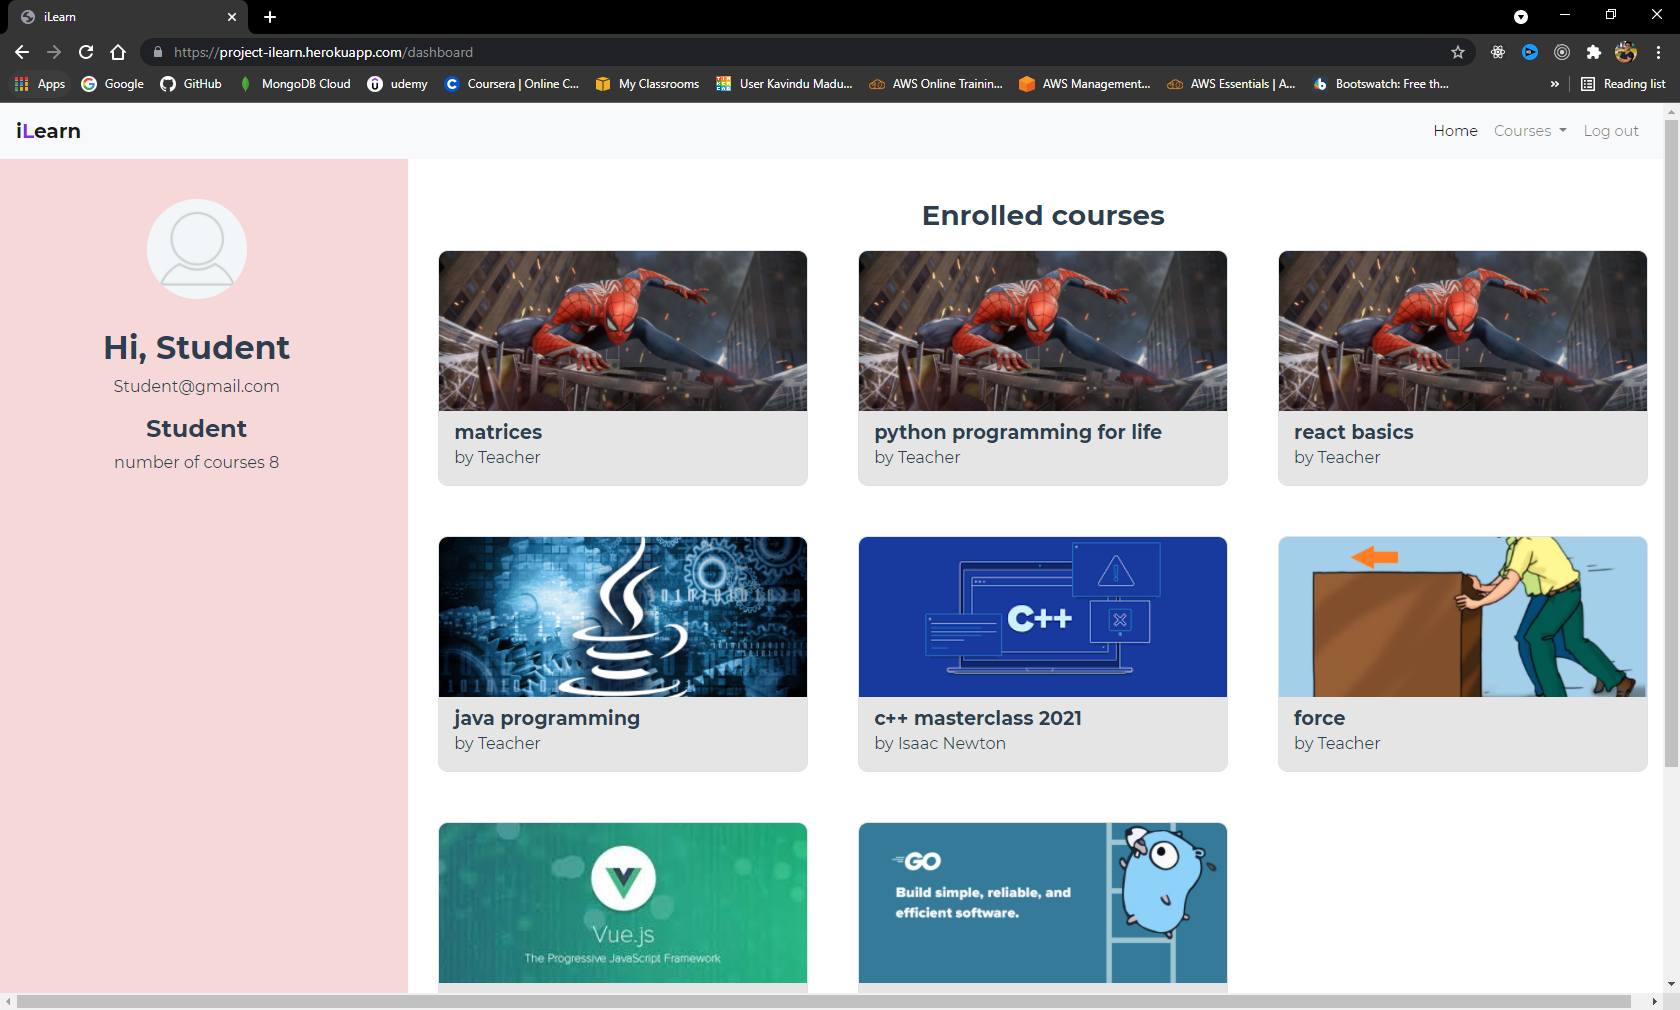 iLearn
https://project-ilearn.herokuapp.com/dashboard
Apps
Google
GitHub
MongoDB Cloud
udemy
Coursera | Online C...
My Classrooms
User Kavindu Madu...
AWS Online Trainin...
AWS Management...
AWS Essentials | A...
Bootswatch: Free th...
»
Reading list
iLearn
Home
Courses
Log out
Hi, Student
Student@gmail.com
Student
number of courses 8
Enrolled courses
matrices
by Teacher
python programming for life
by Teacher
react basics
by Teacher
java programming
by Teacher
C++
c++ masterclass 2021
by Isaac Newton
force
by Teacher
Vue.js
The Progressive JavaScript Framework
GO
Build simple, reliable, and
efficient software.